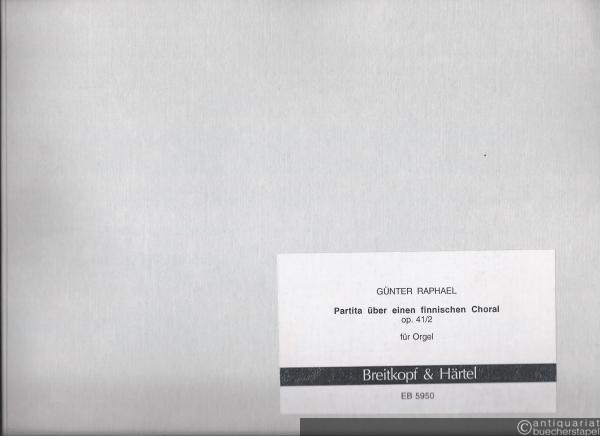 GÜNTER RAPHAEL
Partita über einen finnischen Choral
op. 41/2
für Orgel
Breitkopf & Härtel
EB 5950
antiquariat
buecherstapel